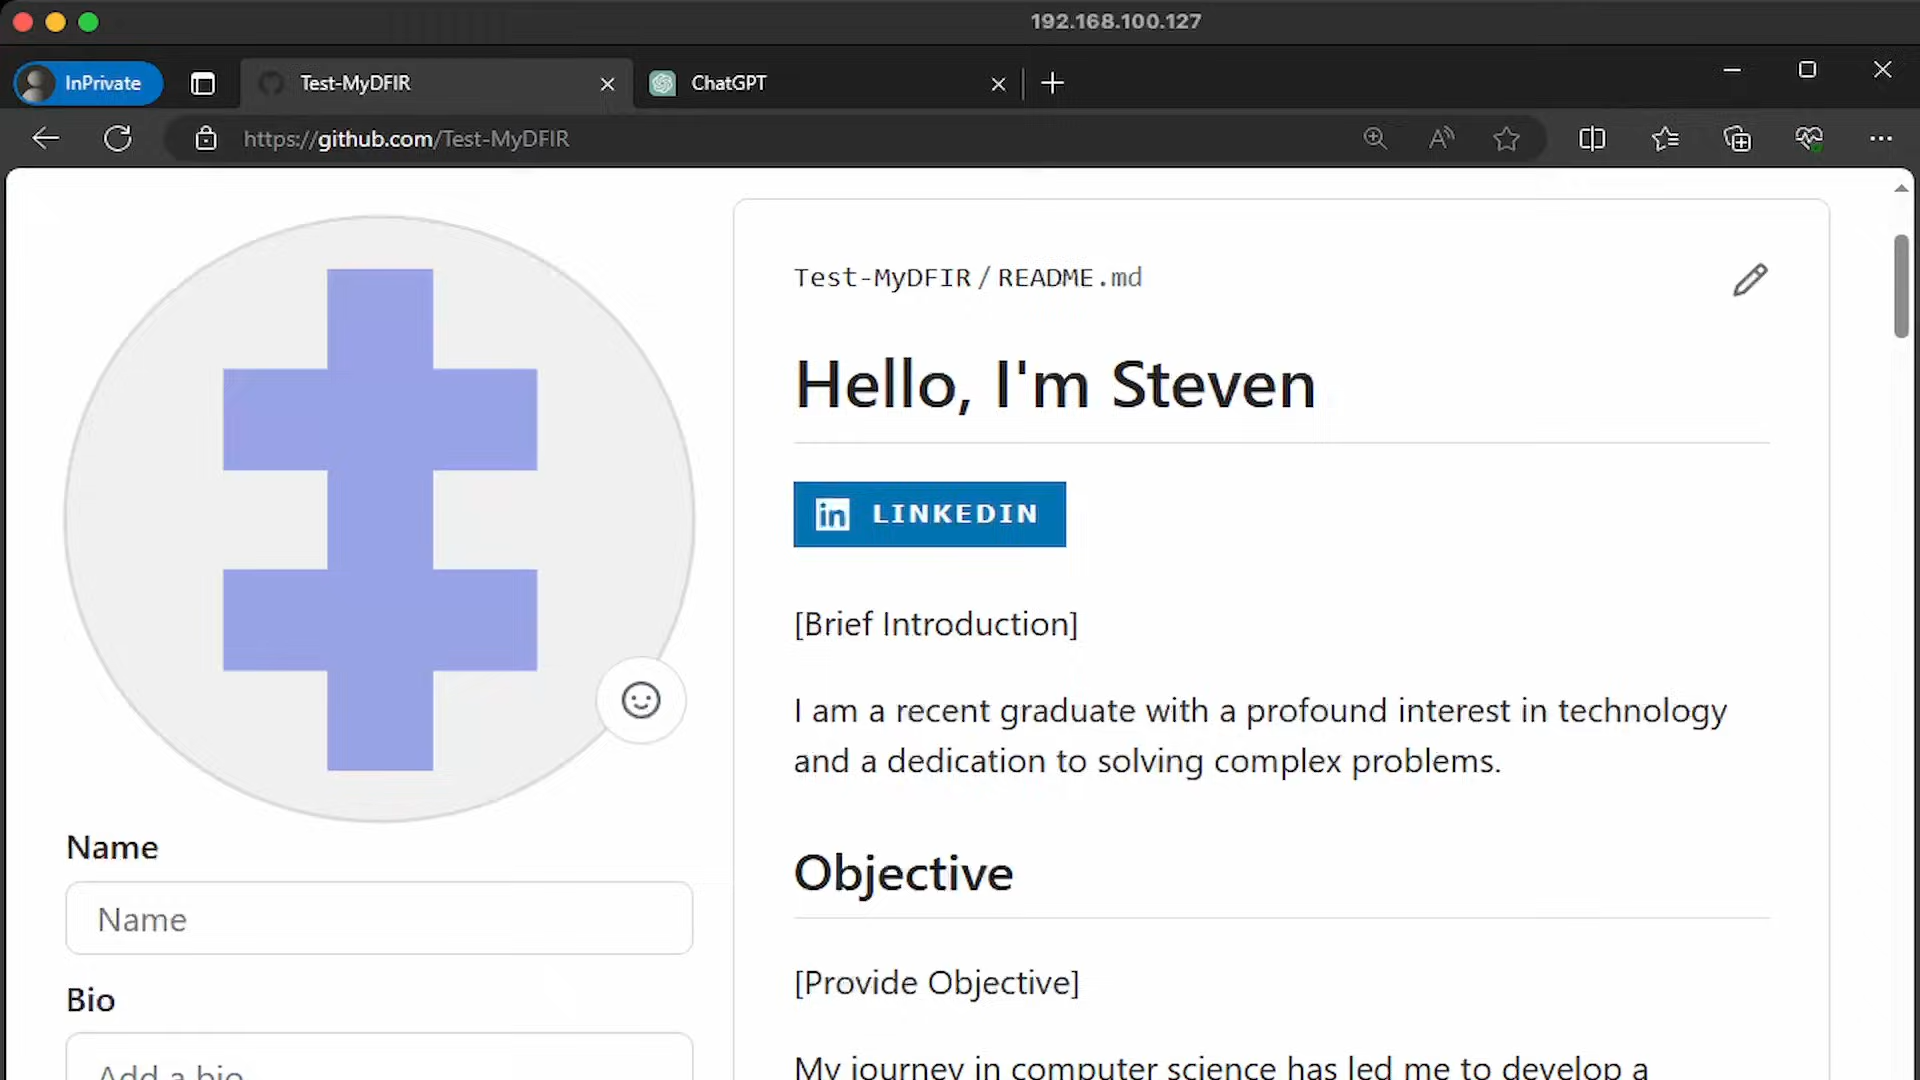 192.168.100.127
InPrivate
Test-MyDFIR
ChatGPT
https://github.com/Test-MyDFIR
Test-MyDFIR/README.md
Hello, I'm Steven
in LINKEDIN
[Brief Introduction]
I am a recent graduate with a profound interest in technology
and a dedication to solving complex problems.
Objective
[Provide Objective]
My journey in computer science has led me to develop a
Name
Name
Bio
Add a bio